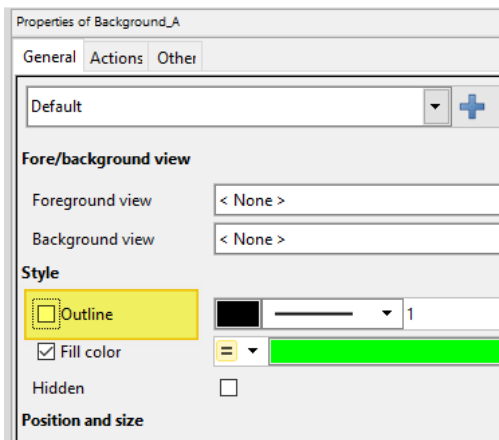 Properties of Background_A
General Actions Other
Default
Fore/background view
Foreground view < None >
Background view < None >
Style
Outline 1
Fill color =
Hidden
Position and size